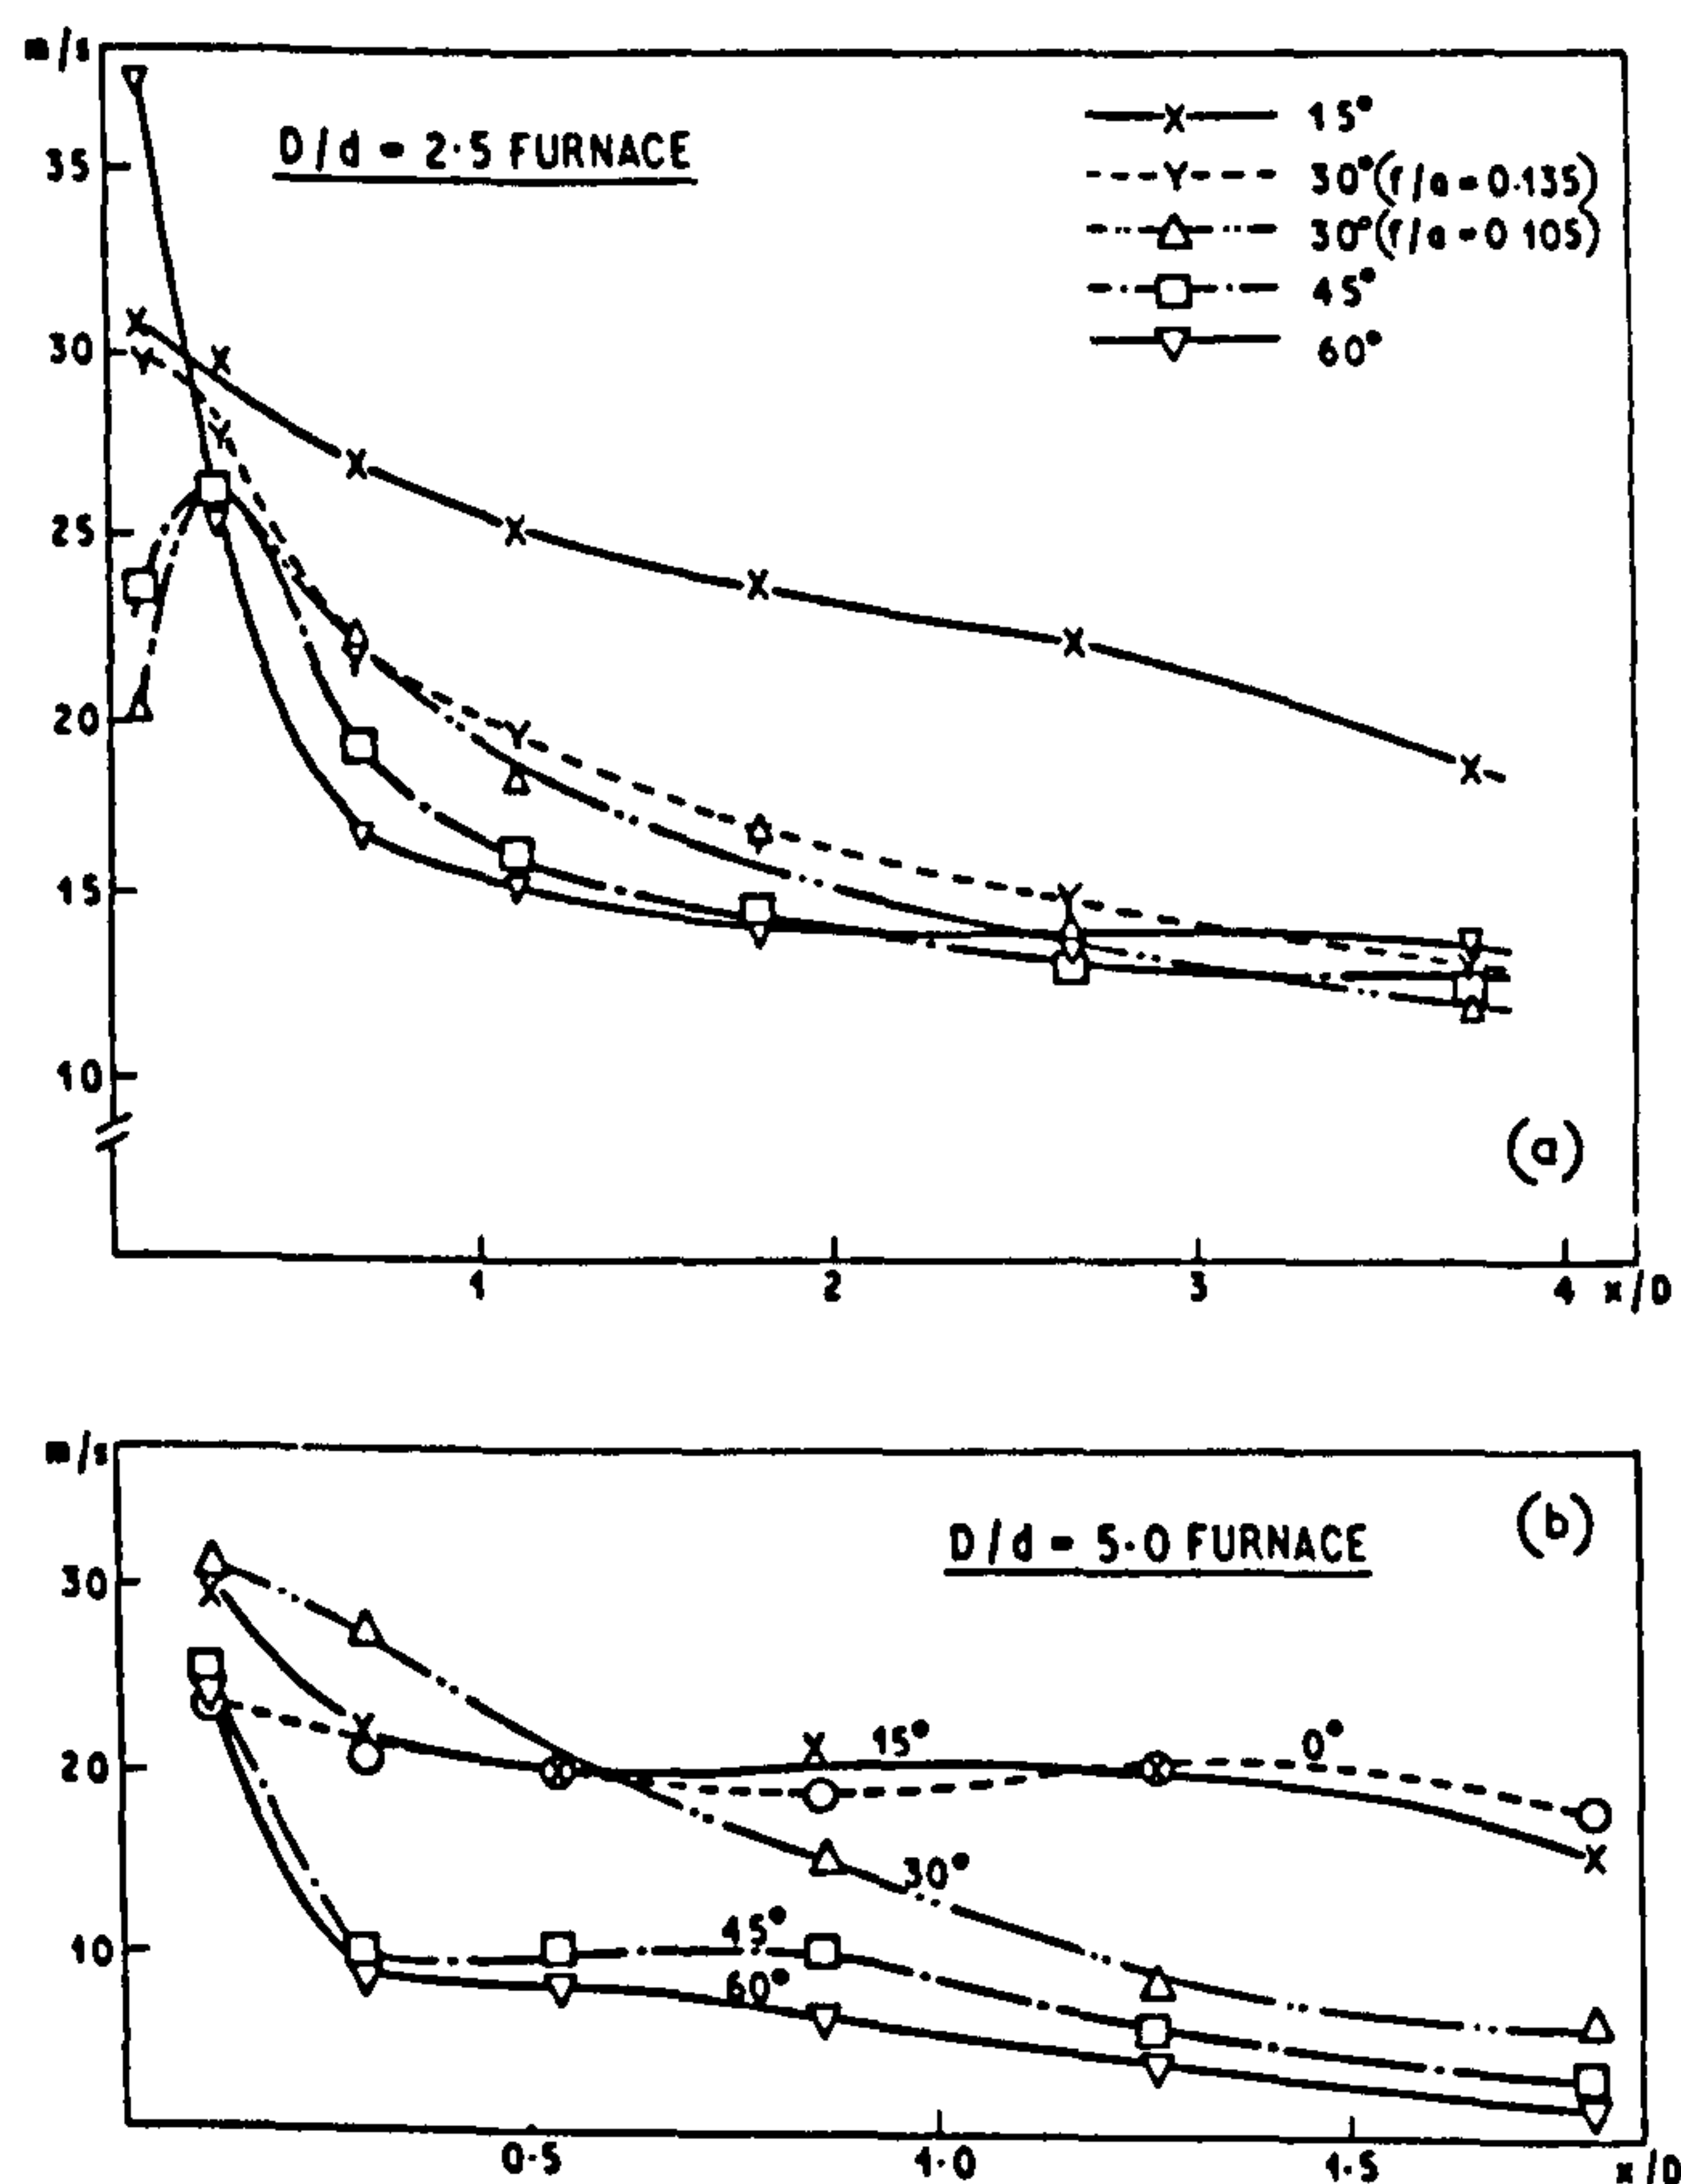 m/s
D/d = 2·5 FURNACE
15°
30°(f/a = 0·135)
30°(f/a = 0 105)
45°
60°
35
30
25
20
15
10
(a)
1 2 3 4 x/D
m/s
(b)
D/d = 5·0 FURNACE
30
20
10
15°
0°
30°
45°
60°
0·5 1·0 1·5 x/D